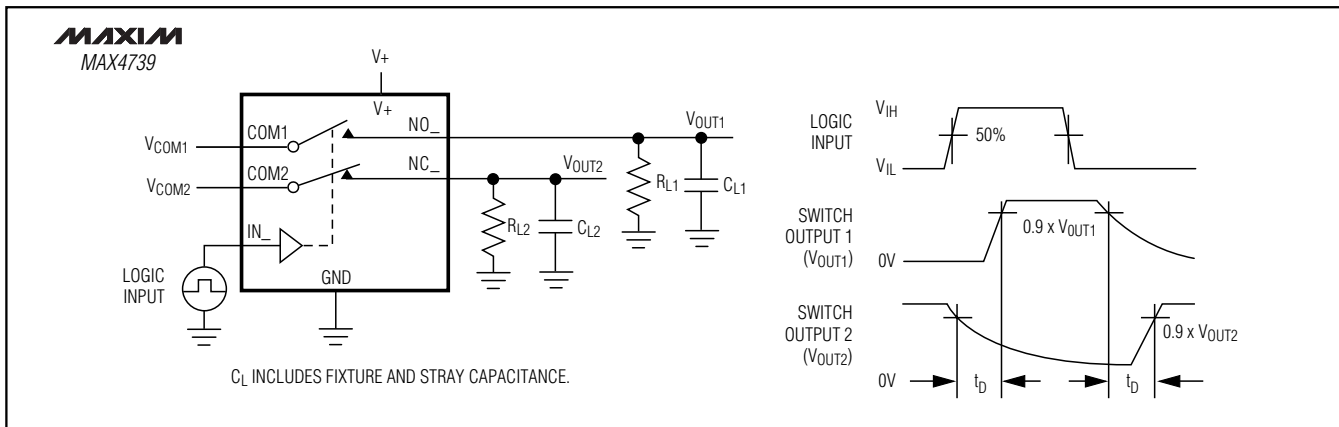 MAXIM
MAX4739
V+
V+
COM1
NO_
VOUT1
VCOM1
COM2
NC_
VOUT2
VCOM2
RL1
CL1
IN_
RL2
CL2
LOGIC
INPUT
GND
CL INCLUDES FIXTURE AND STRAY CAPACITANCE.
LOGIC
INPUT
VIH
50%
VIL
SWITCH
OUTPUT 1
(VOUT1)
0.9 x VOUT1
0V
SWITCH
OUTPUT 2
(VOUT2)
0.9 x VOUT2
0V
tD
tD